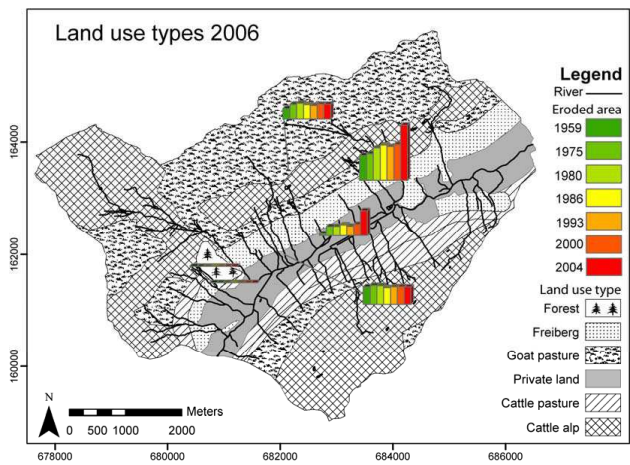 Land use types 2006
Legend
River
Eroded area
1959
1975
1980
1986
1993
2000
2004
Land use type
Forest
Freiberg
Goat pasture
Private land
Cattle pasture
Cattle alp
164000
162000
160000
N
Meters
0 500 1000 2000
678000 680000 682000 684000 686000